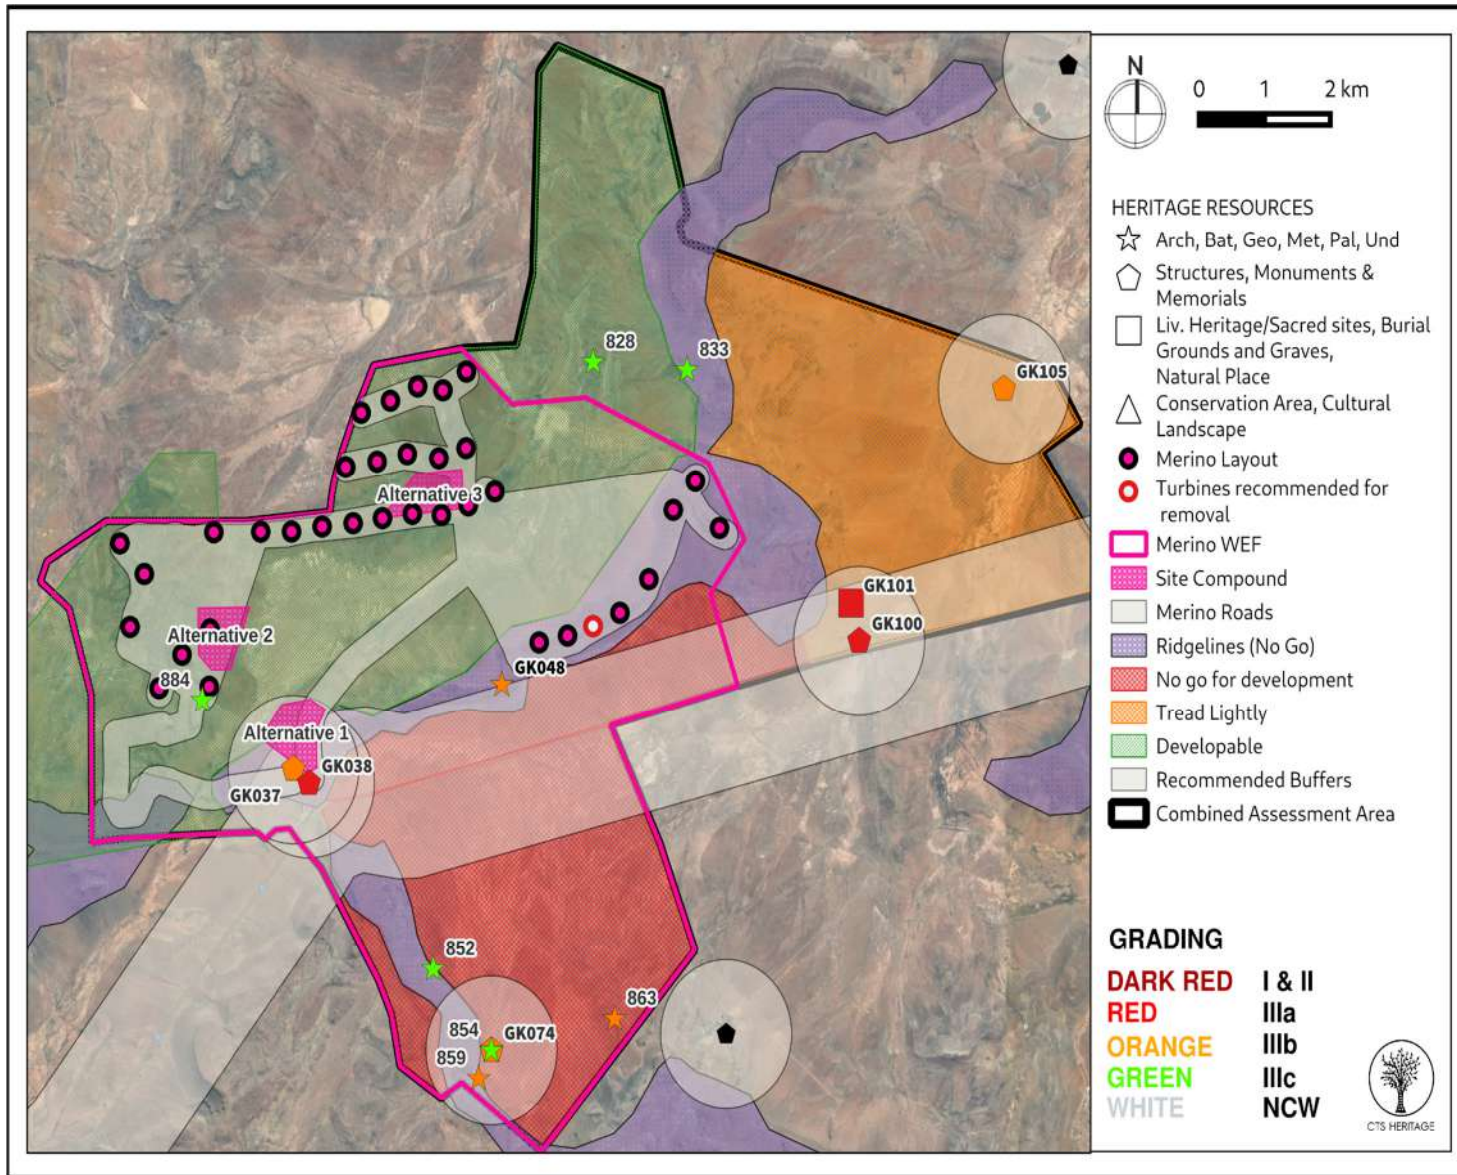 N
0 1 2 km
HERITAGE RESOURCES
Arch, Bat, Geo, Met, Pal, Und
Structures, Monuments &
Memorials
Liv. Heritage/Sacred sites, Burial
Grounds and Graves,
Natural Place
Conservation Area, Cultural
Landscape
Merino Layout
Turbines recommended for
removal
Merino WEF
Site Compound
Merino Roads
Ridgelines (No Go)
No go for development
Tread Lightly
Developable
Recommended Buffers
Combined Assessment Area
GRADING
DARK RED I & II
RED IIIa
ORANGE IIIb
GREEN IIIc
WHITE NCW
CTS HERITAGE
828
833
GK105
Alternative 3
GK101
Alternative 2
GK100
GK048
884
Alternative 1
GK038
GK037
852
863
854
GK074
859